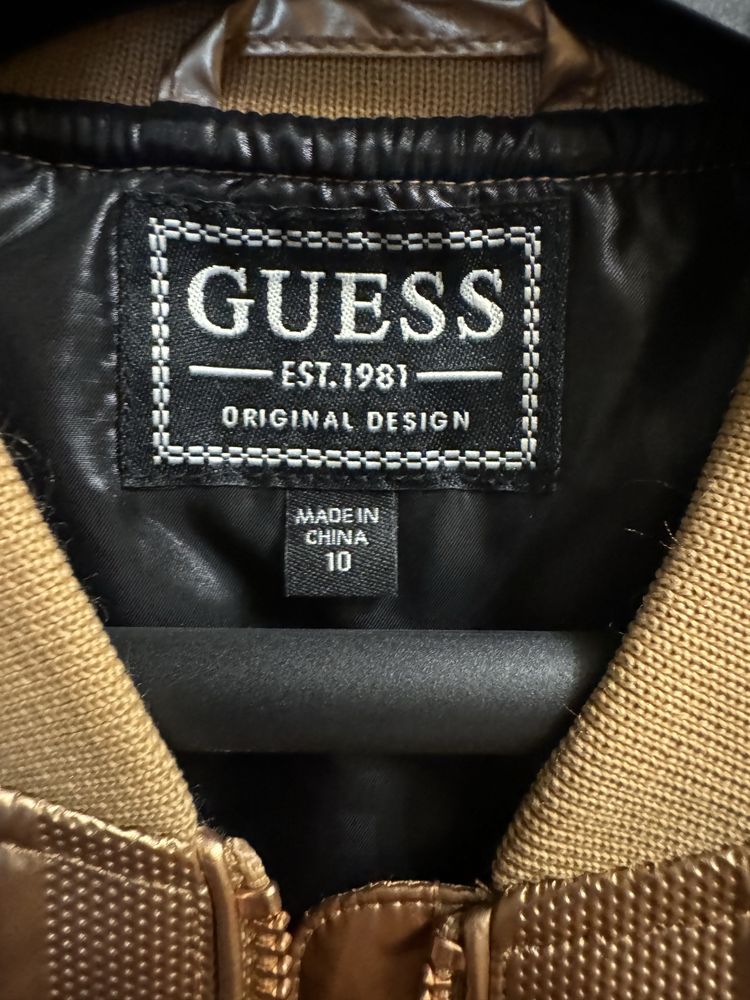 GUESS
EST.1981
ORIGINAL DESIGN
MADE IN
CHINA
10